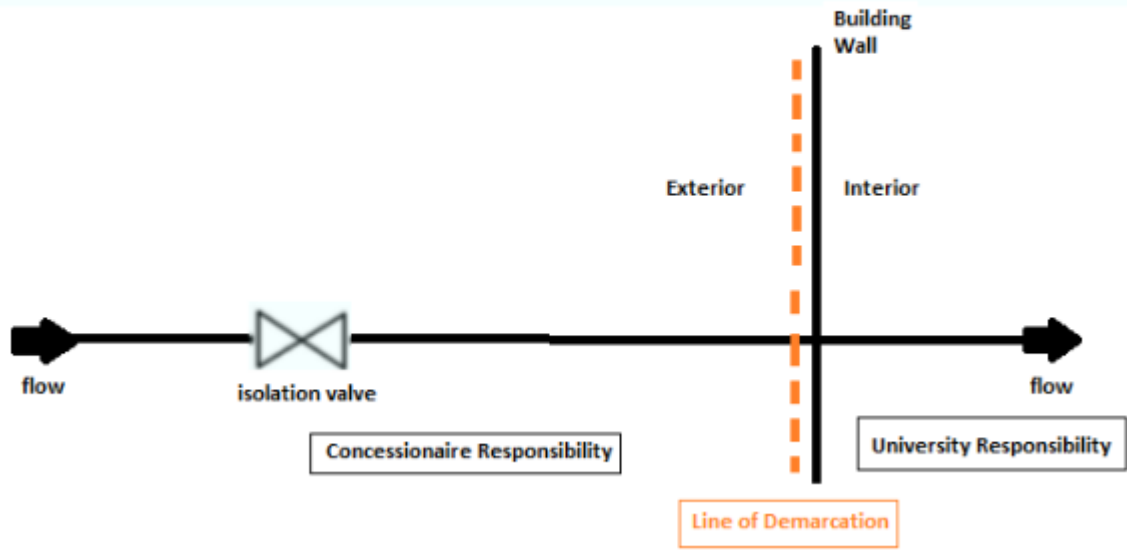 Building
Wall
Exterior
Interior
flow
isolation valve
flow
Concessionaire Responsibility
University Responsibility
Line of Demarcation